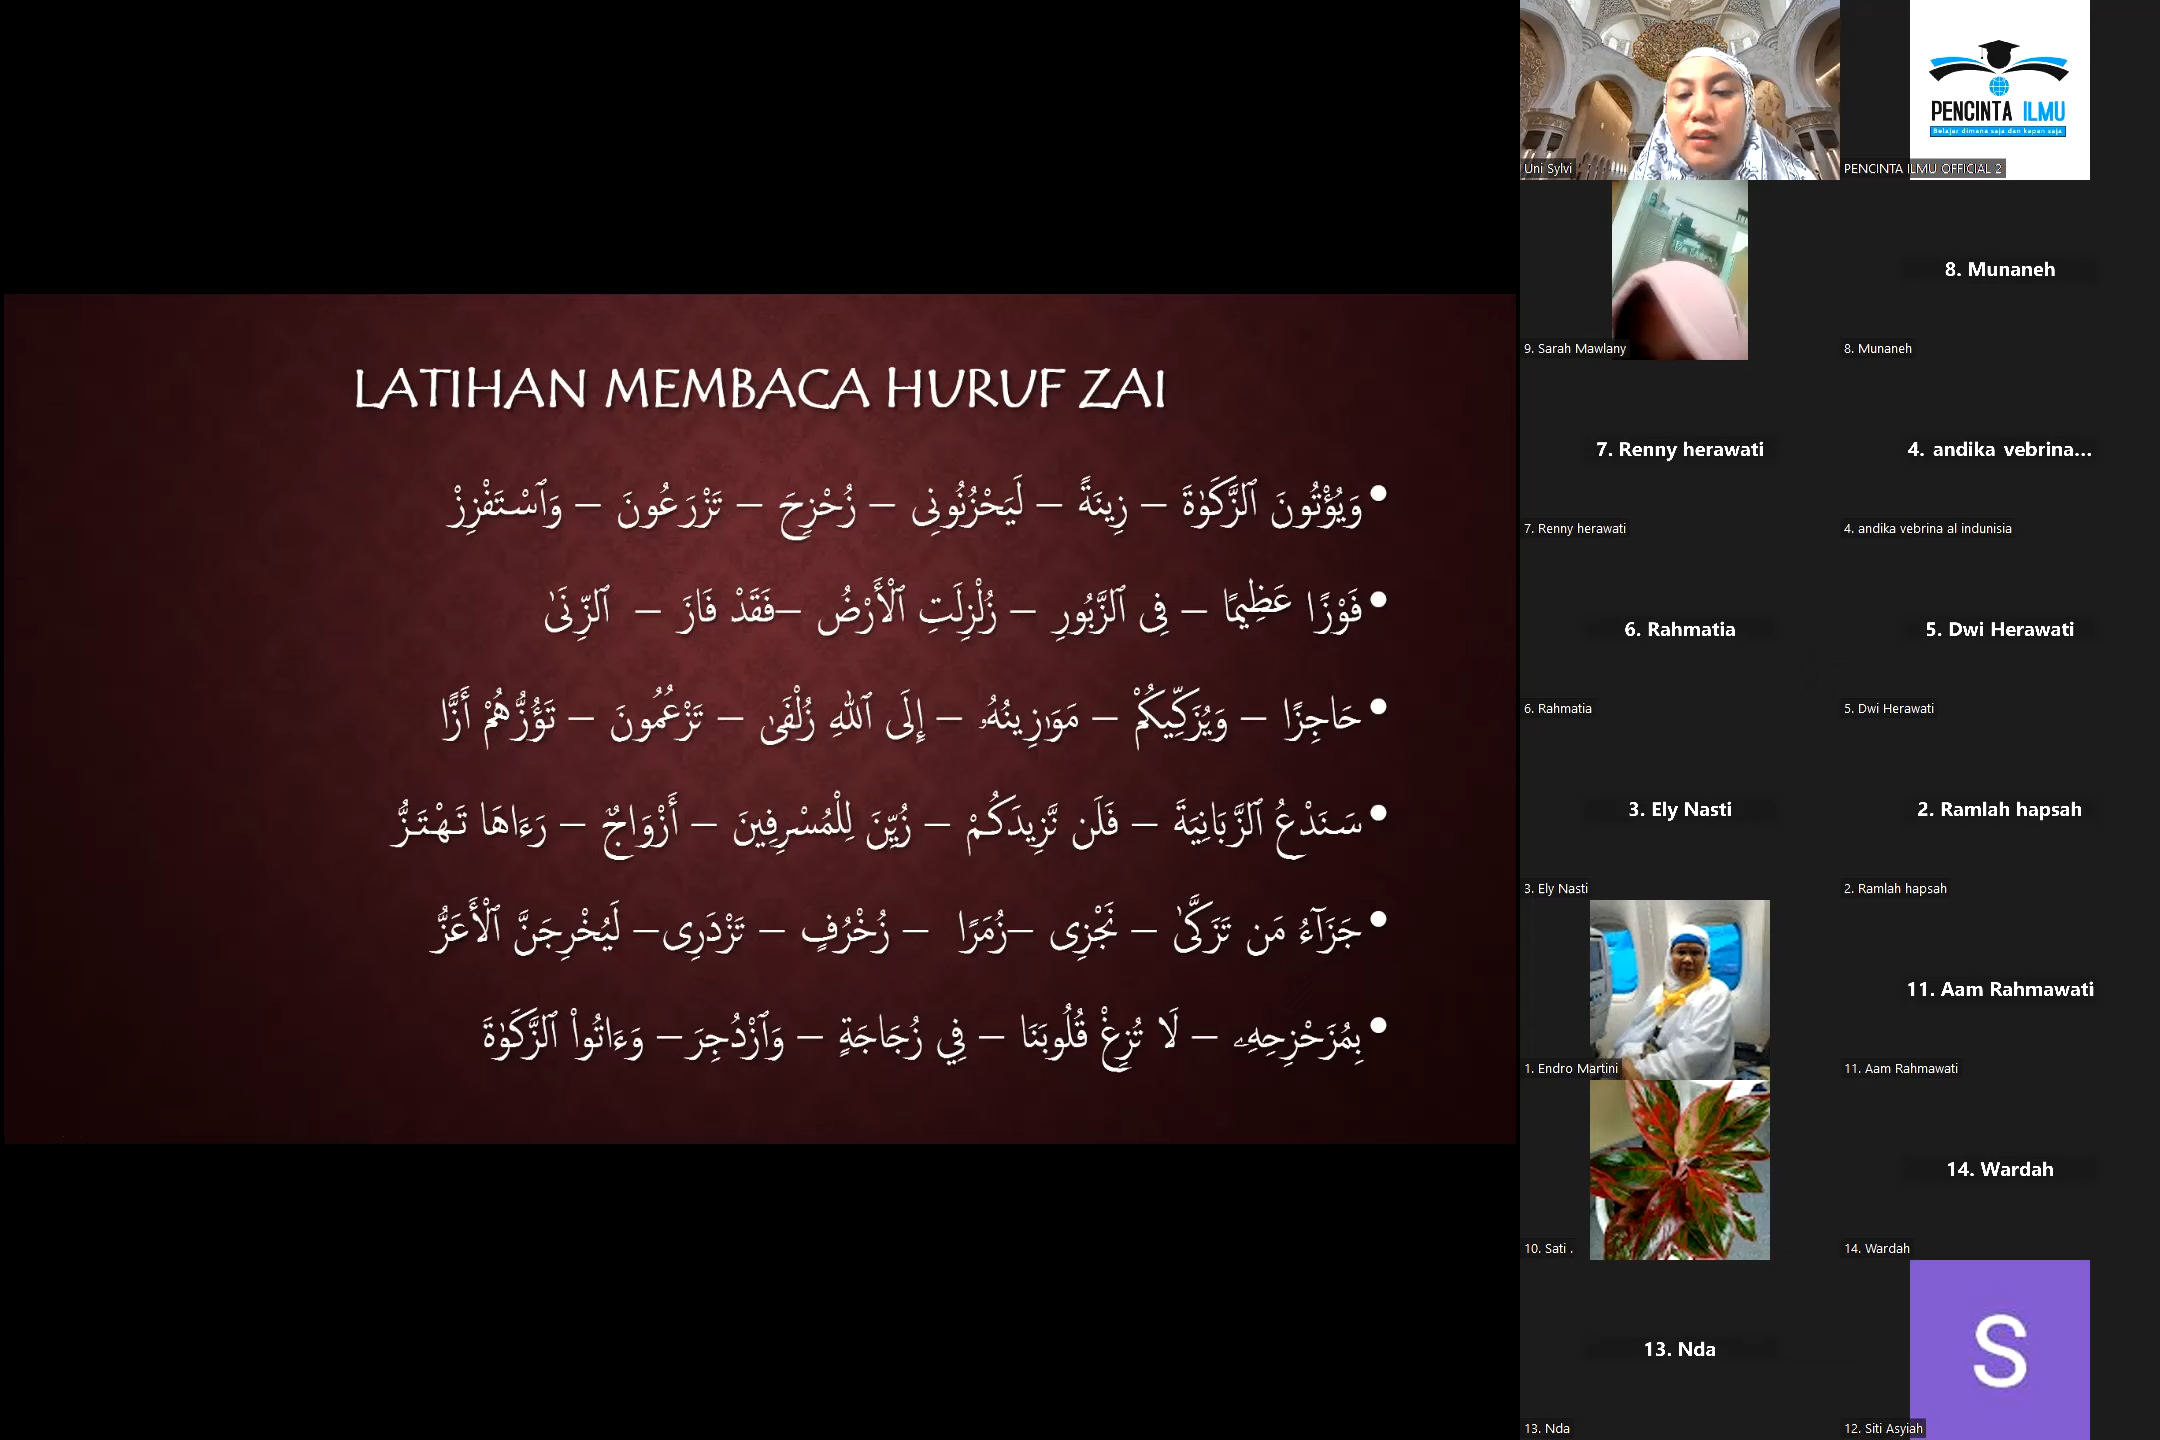 LATIHAN MEMBACA HURUF ZAI
• وَيُؤْتُونَ ٱلزَّكَوٰةَ – زِينَةً – لَيَحْزُنُونِى – زُحْزِحَ – تَزْرَعُونَ – وَٱسْتَفْزِزْ
• فَوْزًا عَظِيمًا – فِى ٱلزَّبُورِ – زُلْزِلَتِ ٱلْأَرْضُ –فَقَدْ فَازَ – ٱلزِّنَىٰ
• حَاجِزًا – وَيُزَكِّيكُمْ – مَوَٰزِينُهُۥ – إِلَى ٱللَّهِ زُلْفَىٰ – تَزْعُمُونَ – تَؤُزُّهُمْ أَزًّا
• سَنَدْعُ ٱلزَّبَانِيَةَ – فَلَن نَّزِيدَكُمْ – زُيِّنَ لِلْمُسْرِفِينَ – أَزْوَاجٌ – رَءَاهَا تَهْتَزُّ
• جَزَآءُ مَن تَزَكَّىٰ – نَجْزِى –زُمَرًا – زُخْرُفٍ – تَزْدَرِى– لَيُخْرِجَنَّ ٱلْأَعَزُّ
• بِمُزَحْزِحِهِۦ – لَا تُزِغْ قُلُوبَنَا – فِي زُجَاجَةٍ – وَٱزْدُجِرَ– وَءَاتُوا۟ ٱلزَّكَوٰةَ
Uni Sylvi
PENCINTA ILMU
Belajar dimana saja dan kapan saja
PENCINTA ILMU OFFICIAL 2
9. Sarah Mawlany
8. Munaneh
8. Munaneh
7. Renny herawati
7. Renny herawati
4. andika vebrina...
4. andika vebrina al indunisia
6. Rahmatia
6. Rahmatia
5. Dwi Herawati
5. Dwi Herawati
3. Ely Nasti
3. Ely Nasti
2. Ramlah hapsah
2. Ramlah hapsah
1. Endro Martini
11. Aam Rahmawati
11. Aam Rahmawati
10. Sati .
14. Wardah
14. Wardah
13. Nda
13. Nda
S
12. Siti Asyiah